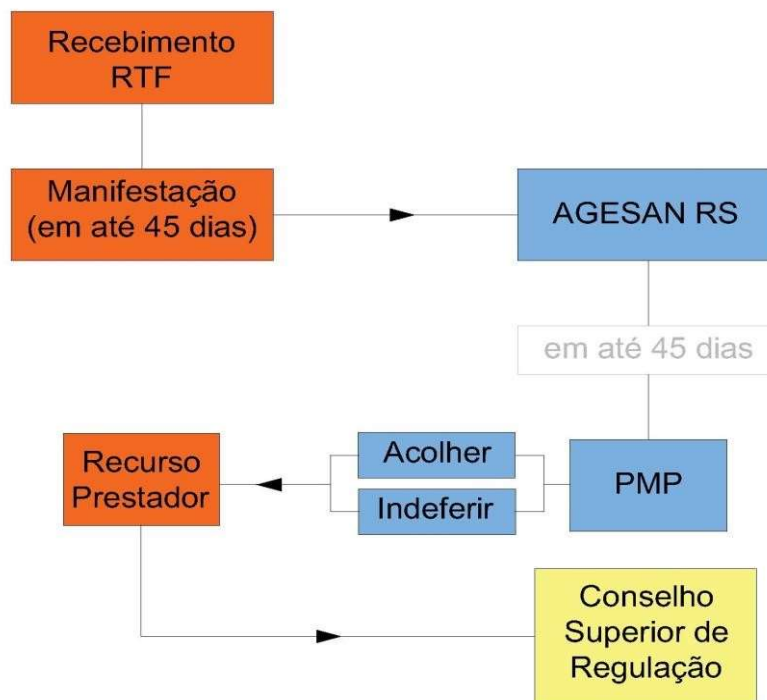 Recebimento
RTF
Manifestação
(em até 45 dias)
AGESAN RS
em até 45 dias
Acolher
Indeferir
PMP
Recurso
Prestador
Conselho
Superior de
Regulação